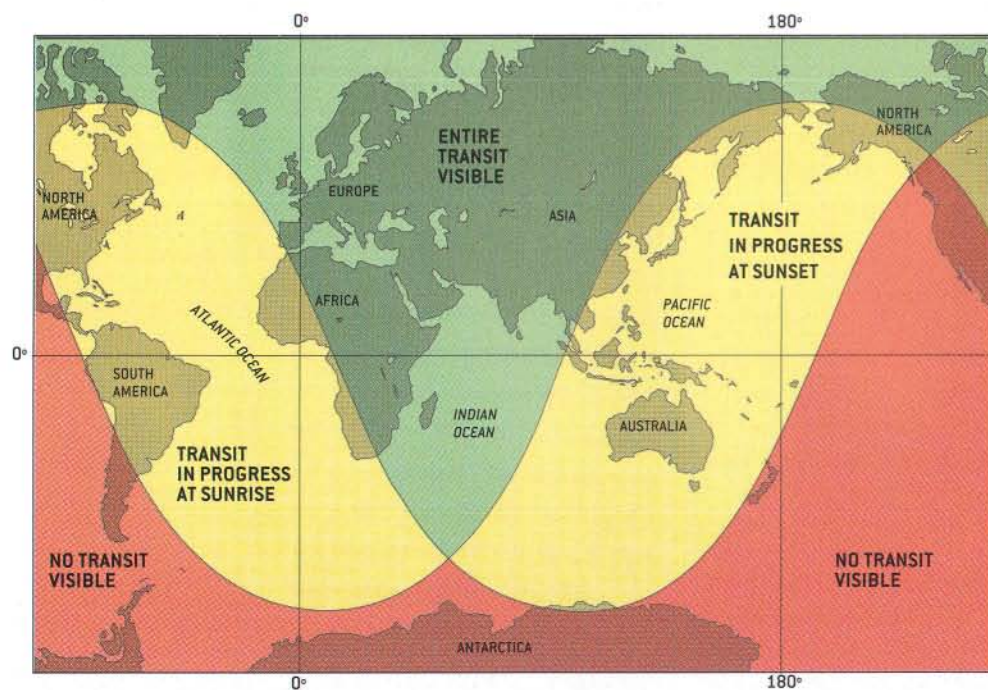 0°
180°
NORTH
AMERICA
ENTIRE
TRANSIT
VISIBLE
EUROPE
ASIA
NORTH
AMERICA
TRANSIT
IN PROGRESS
AT SUNSET
AFRICA
PACIFIC
OCEAN
ATLANTIC OCEAN
0°
SOUTH
AMERICA
INDIAN
OCEAN
AUSTRALIA
TRANSIT
IN PROGRESS
AT SUNRISE
NO TRANSIT
VISIBLE
NO TRANSIT
VISIBLE
ANTARCTICA
0°
180°